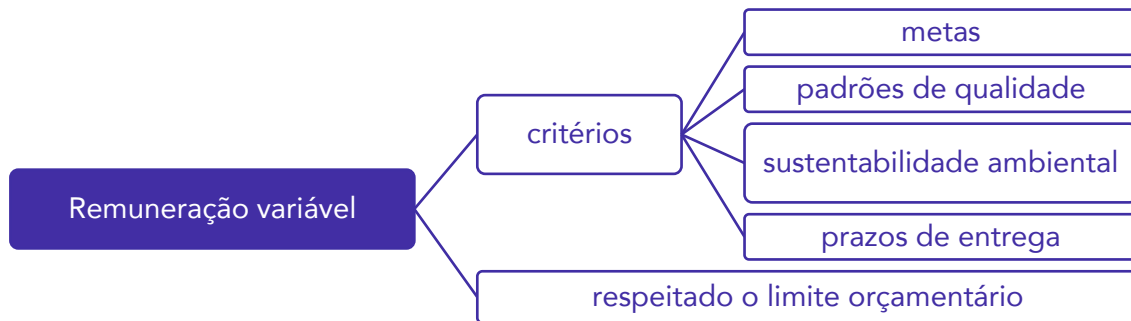 Remuneração variável
critérios
metas
padrões de qualidade
sustentabilidade ambiental
prazos de entrega
respeitado o limite orçamentário